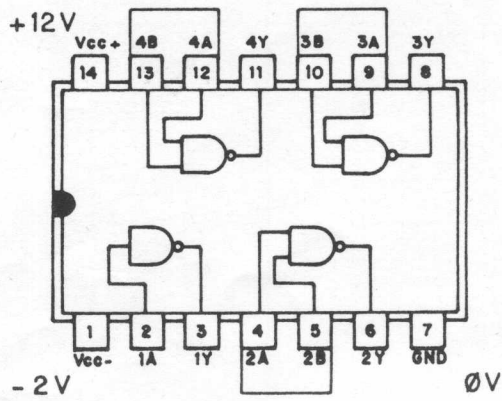 +12V
Vcc+ 4B 4A 4Y 3B 3A 3Y
14 13 12 11 10 9 8
1 2 3 4 5 6 7
Vcc- 1A 1Y 2A 2B 2Y GND
- 2V ØV